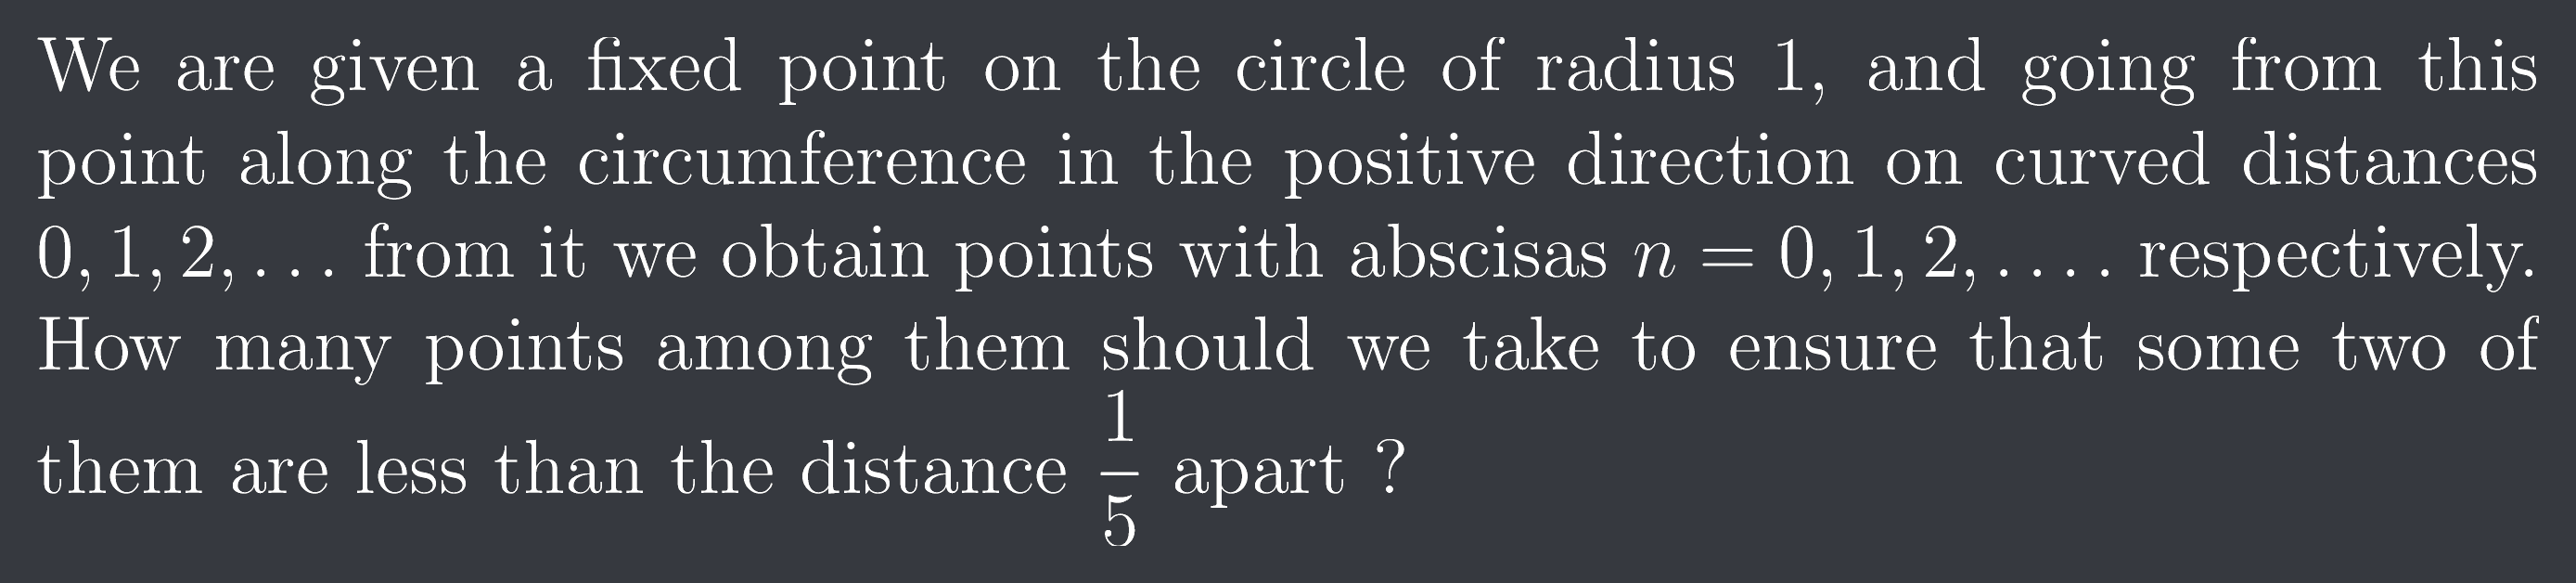 We are given a fixed point on the circle of radius 1, and going from this
point along the circumference in the positive direction on curved distances
0, 1, 2, . . . from it we obtain points with abscisas n = 0, 1, 2, . . . . respectively.
How many points among them should we take to ensure that some two of
them are less than the distance \frac{1}{5} apart ?